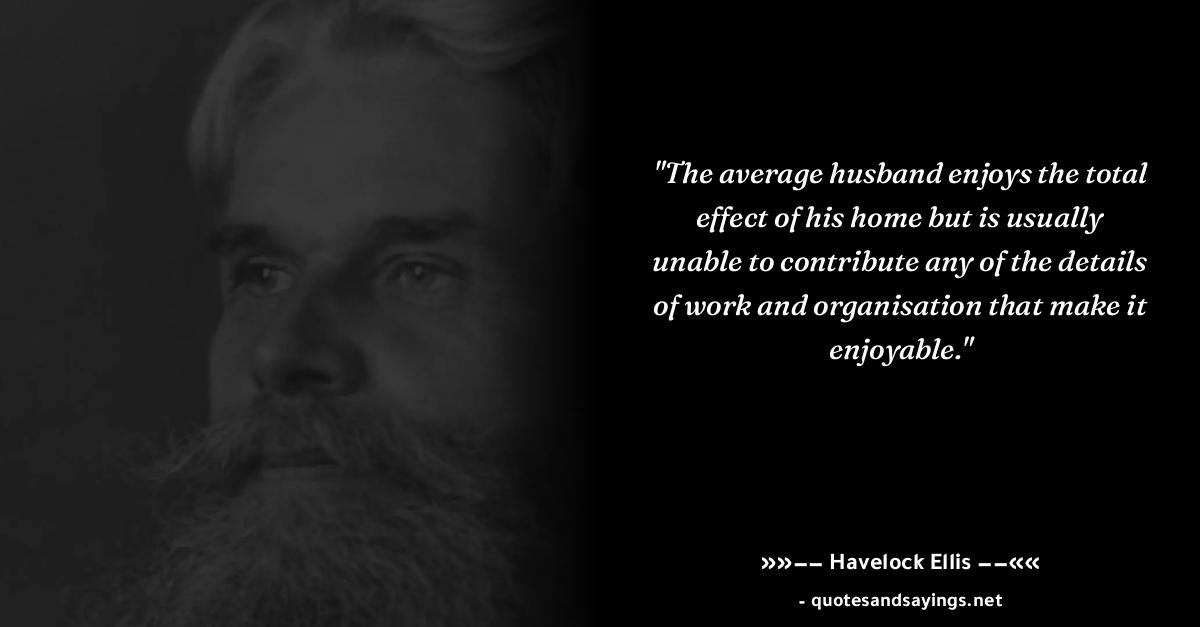 "The average husband enjoys the total
effect of his home but is usually
unable to contribute any of the details
of work and organisation that make it
enjoyable."
»»–– Havelock Ellis ––««
- quotesandsayings.net